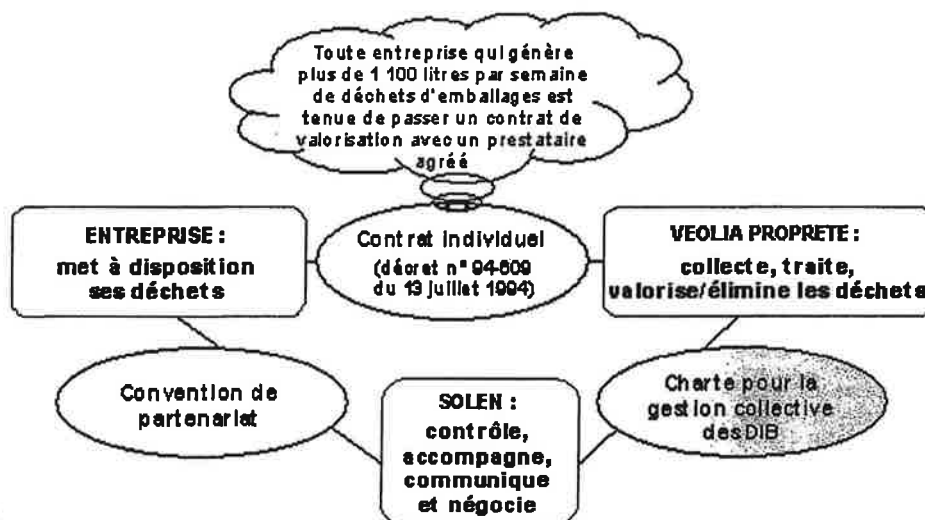 Toute entreprise qui génère
plus de 1 100 litres par semaine
de déchets d'emballages est
tenue de passer un contrat de
valorisation avec un prestataire
agréé
ENTREPRISE :
met à disposition
ses déchets
Contrat individuel
(décret n° 94-609
du 13 juillet 1994)
VEOLIA PROPRETE :
collecte, traite,
valorise/élimine les déchets
Convention de
partenariat
SOLEN :
contrôle,
accompagne,
communique
et négocie
Charte pour la
gestion collective
des DIB